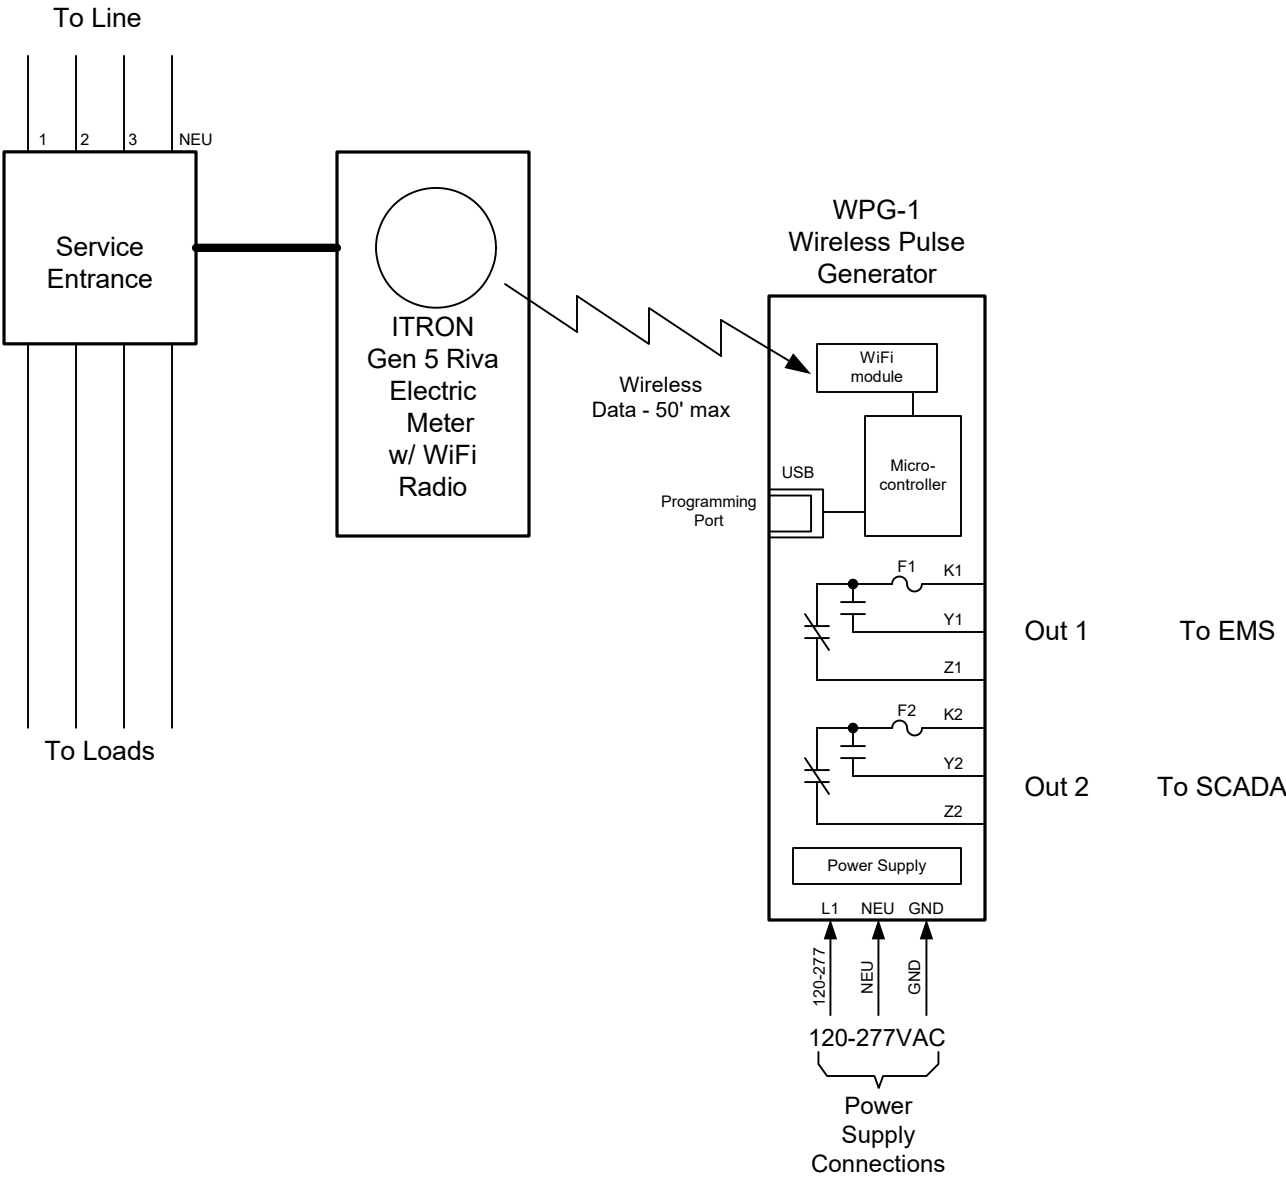 To Line
1
2
3
NEU
Service
Entrance
ITRON
Gen 5 Riva
Electric
Meter
w/ WiFi
Radio
Wireless
Data - 50' max
WPG-1
Wireless Pulse
Generator
WiFi
module
Micro-
controller
USB
Programming
Port
F1
K1
Y1
Z1
Out 1
To EMS
F2
K2
Y2
Z2
Out 2
To SCADA
To Loads
Power Supply
L1
NEU
GND
120-277
NEU
GND
120-277VAC
Power
Supply
Connections